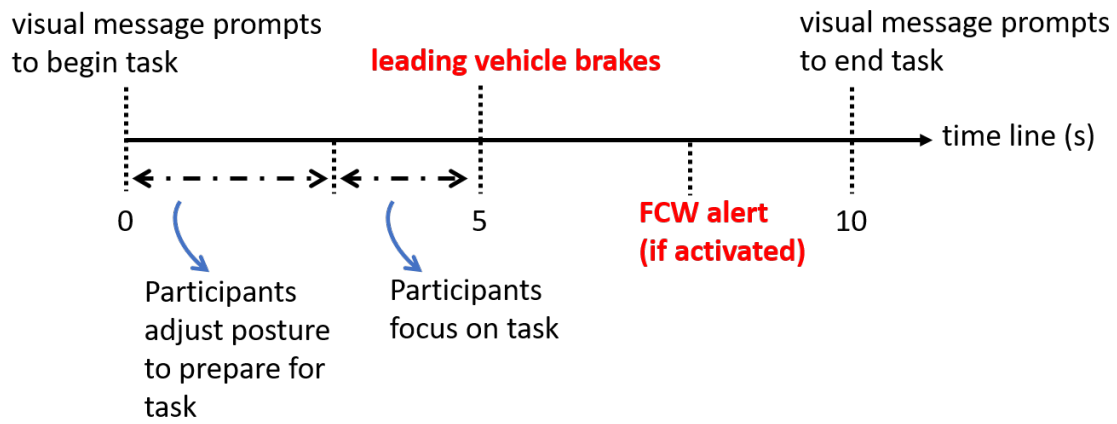 visual message prompts
to begin task
leading vehicle brakes
visual message prompts
to end task
time line (s)
0
5
FCW alert
(if activated)
10
Participants
adjust posture
to prepare for
task
Participants
focus on task